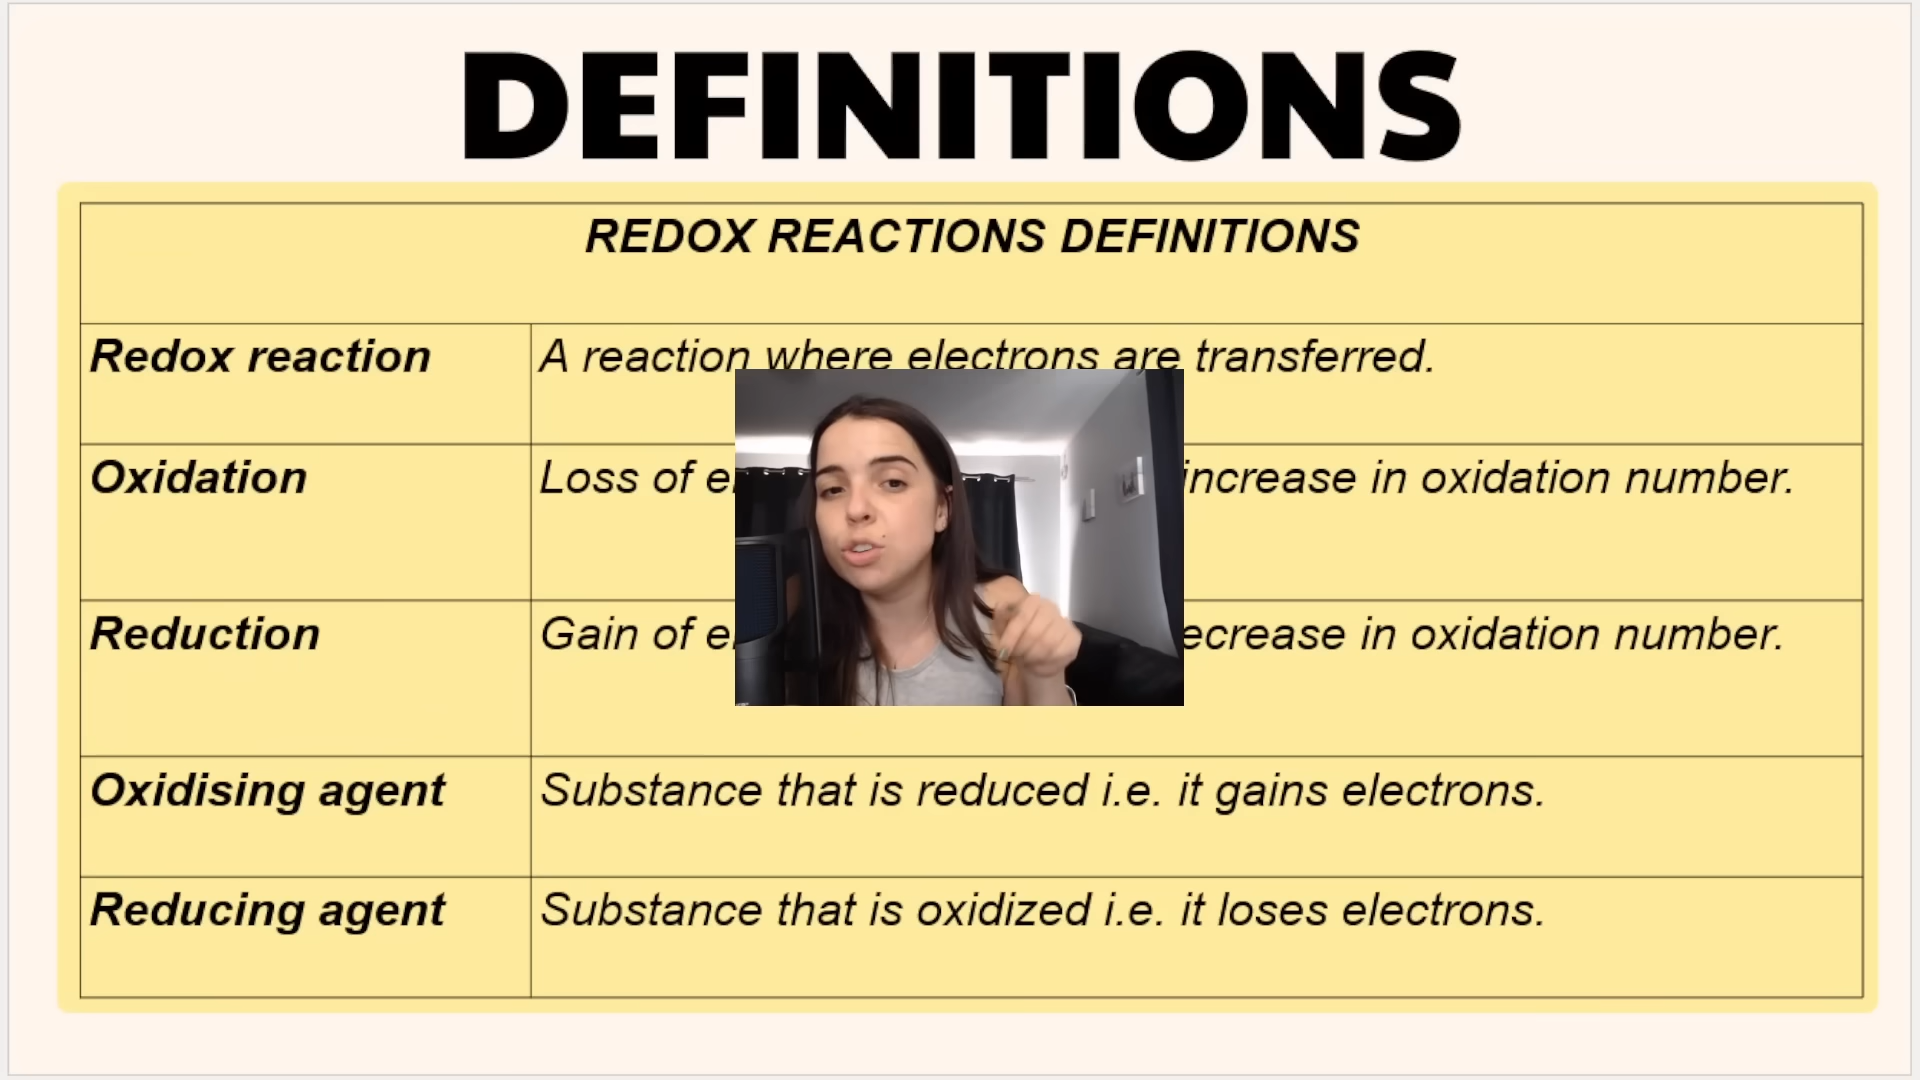 DEFINITIONS
REDOX REACTIONS DEFINITIONS
Redox reaction
A reaction where electrons are transferred.
Oxidation
Loss of increase in oxidation number.
Reduction
Gain of in oxidation number.
Oxidising agent
Substance that is reduced i.e. it gains electrons.
Reducing agent
Substance that is oxidized i.e. it loses electrons.